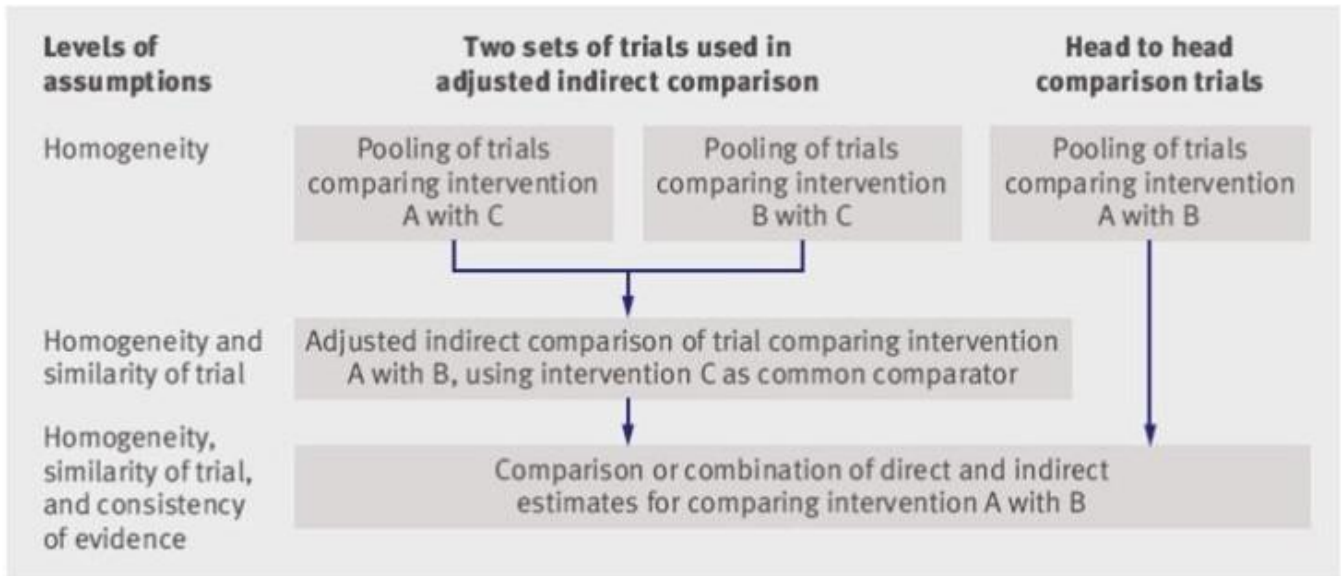 Levels of
assumptions
Two sets of trials used in
adjusted indirect comparison
Head to head
comparison trials
Homogeneity
Pooling of trials
comparing intervention
A with C
Pooling of trials
comparing intervention
B with C
Pooling of trials
comparing intervention
A with B
Homogeneity and
similarity of trial
Adjusted indirect comparison of trial comparing intervention
A with B, using intervention C as common comparator
Homogeneity,
similarity of trial,
and consistency
of evidence
Comparison or combination of direct and indirect
estimates for comparing intervention A with B